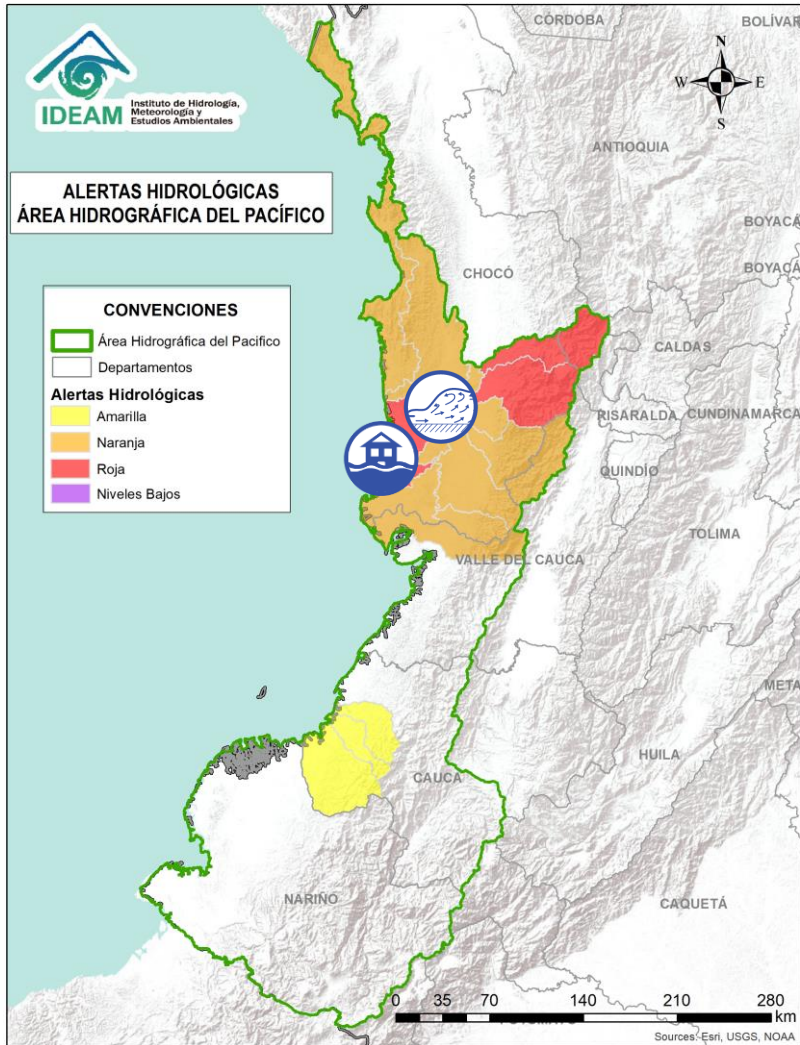 IDEAM
Instituto de Hidrología,
Meteorología y
Estudios Ambientales
ALERTAS HIDROLÓGICAS
ÁREA HIDROGRÁFICA DEL PACÍFICO
CONVENCIONES
Área Hidrográfica del Pacifico
Departamentos
Alertas Hidrológicas
Amarilla
Naranja
Roja
Niveles Bajos
N
W
E
S
CÓRDOBA
BOLÍVAR
ANTIOQUIA
BOYACÁ
BOYACÁ
CHOCÓ
CALDAS
RISARALDA
CUNDINAMARCA
QUINDÍO
TOLIMA
VALLE DEL CAUCA
META
HUILA
CAUCA
NARIÑO
CAQUETÁ
0 35 70 140 210 280
km
Sources: Esri, USGS, NOAA